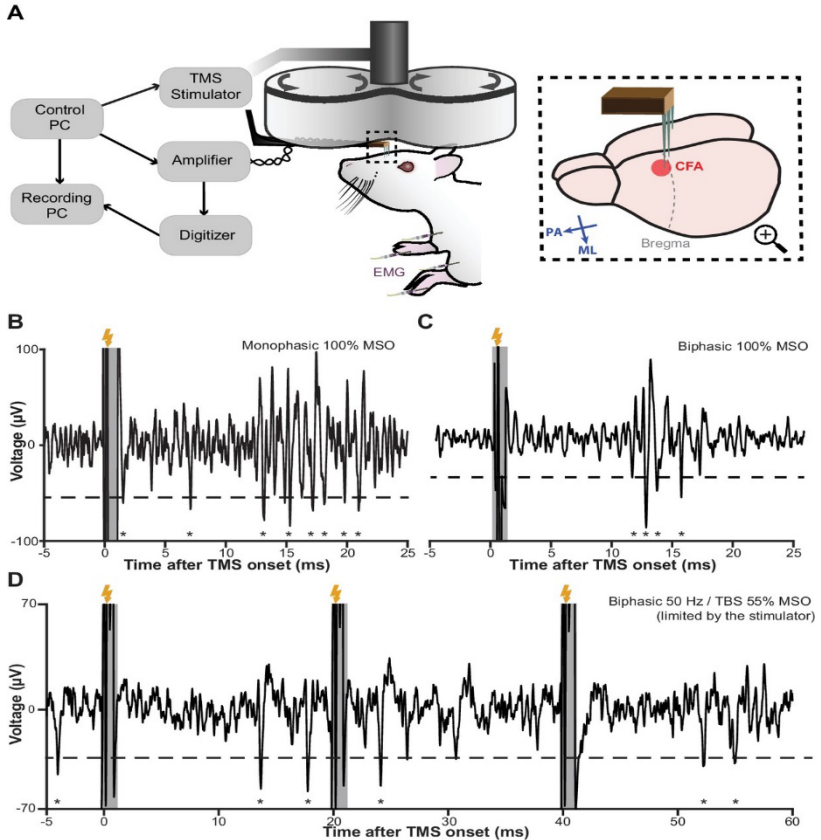 A
TMS
Stimulator
Control
PC
Amplifier
Recording
PC
Digitizer
EMG
CFA
PA
ML
Bregma
B
Monophasic 100% MSO
100
0
-100
Voltage (µV)
* * * * * * * *
-5 0 5 10 15 20 25
Time after TMS onset (ms)
C
Biphasic 100% MSO
* * * *
-5 0 5 10 15 20 25
Time after TMS onset (ms)
D
Biphasic 50 Hz / TBS 55% MSO
(limited by the stimulator)
70
0
-70
Voltage (µV)
* * * * * *
-5 0 10 20 30 40 50 60
Time after TMS onset (ms)